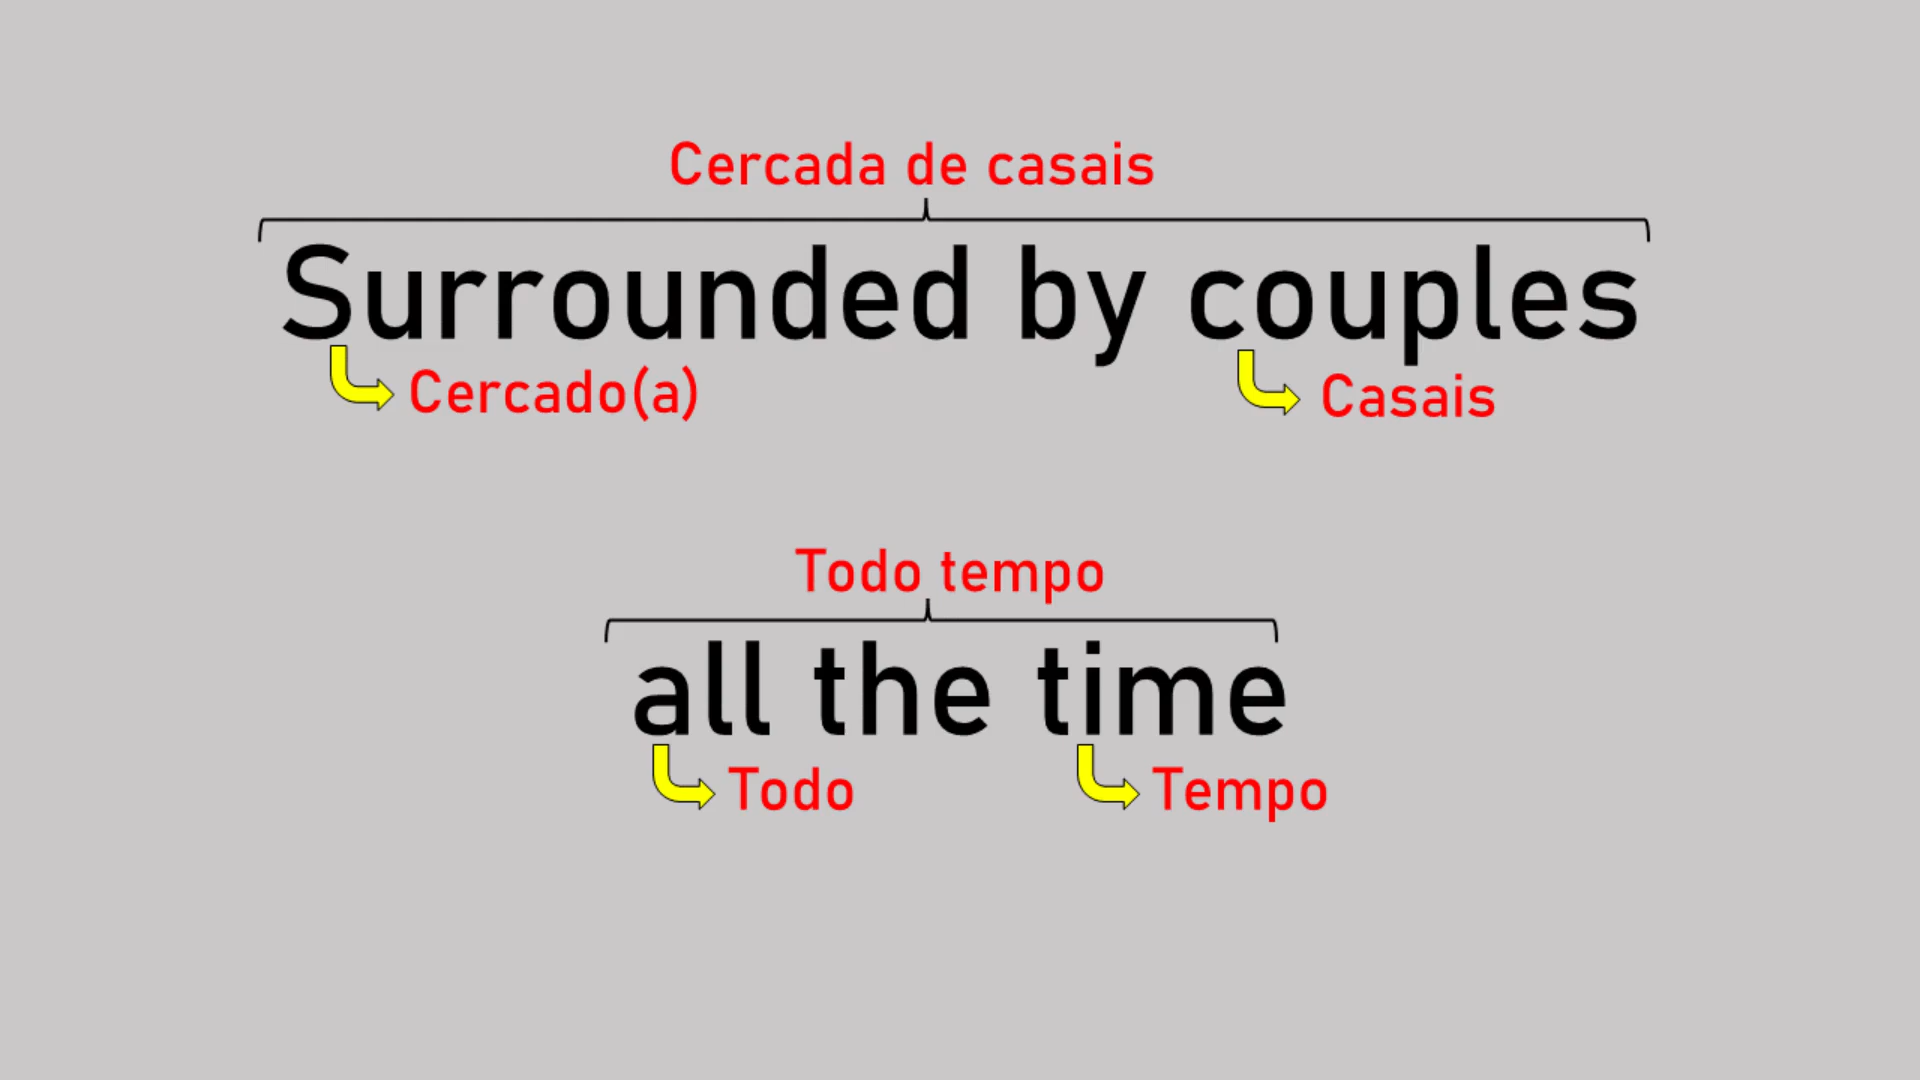 Cercada de casais
Surrounded by couples
Cercado(a) Casais
Todo tempo
all the time
Todo Tempo